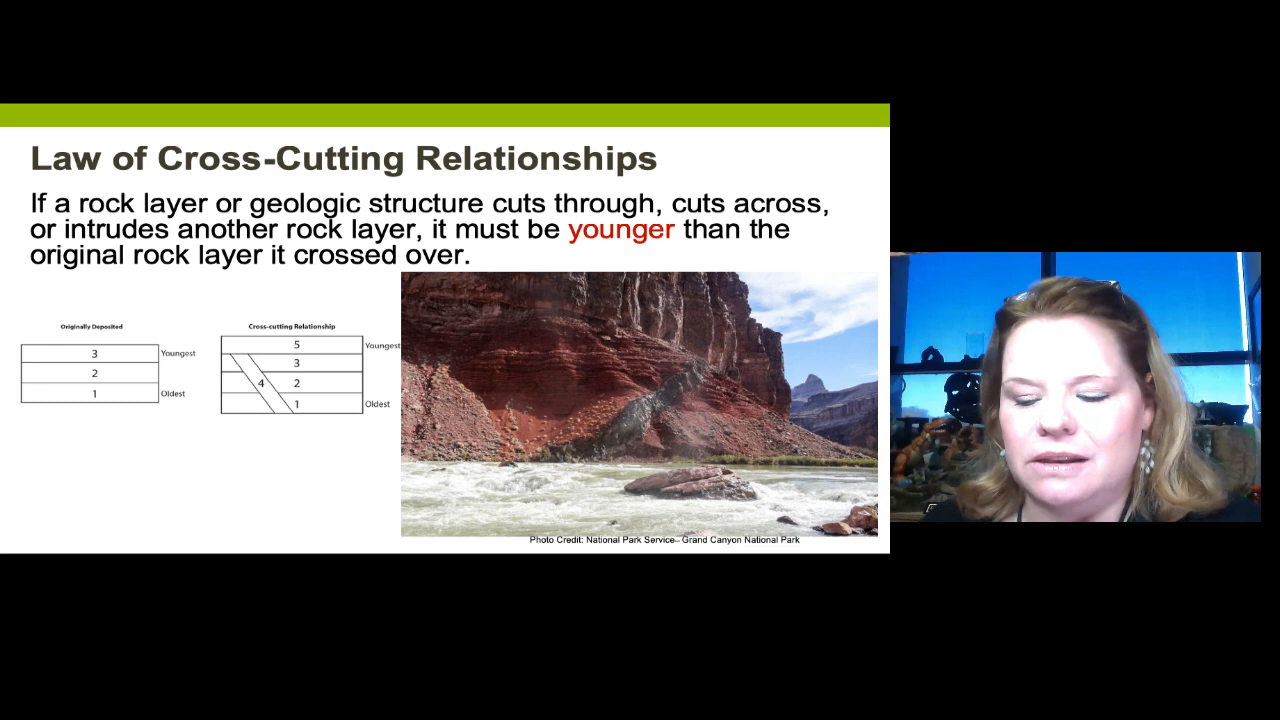 Law of Cross-Cutting Relationships
If a rock layer or geologic structure cuts through, cuts across,
or intrudes another rock layer, it must be younger than the
original rock layer it crossed over.
Originally Deposited
3 Youngest
2
1 Oldest
Cross-cutting Relationship
5 Youngest
3
4 2
1 Oldest
Photo Credit: National Park Service– Grand Canyon National Park